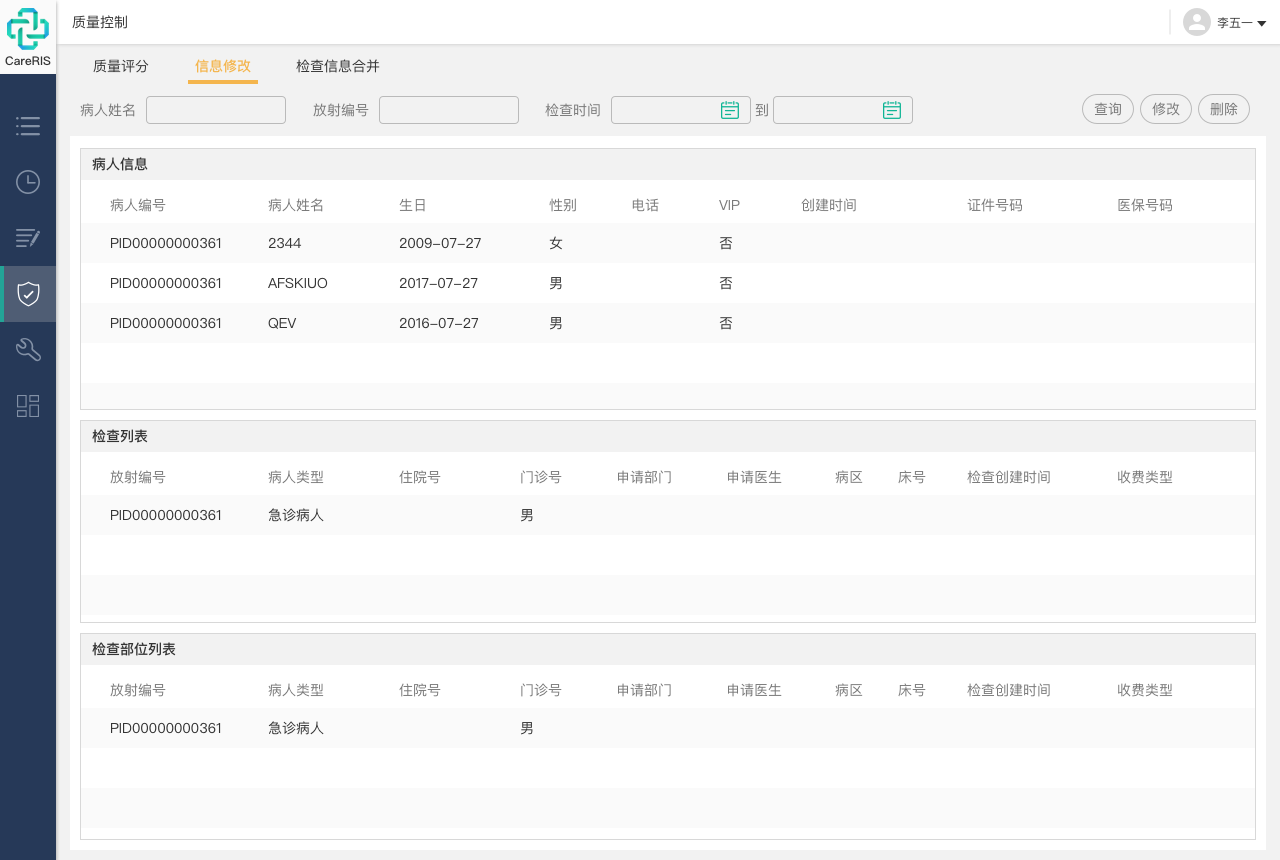 质量控制
李五一
CareRIS
质量评分 信息修改 检查信息合并
病人姓名 放射编号 检查时间 到 查询 修改 删除
病人信息
病人编号 病人姓名 生日 性别 电话 VIP 创建时间 证件号码 医保号码
PID00000000361 2344 2009-07-27 女 否
PID00000000361 AFSKIUO 2017-07-27 男 否
PID00000000361 QEV 2016-07-27 男 否
检查列表
放射编号 病人类型 住院号 门诊号 申请部门 申请医生 病区 床号 检查创建时间 收费类型
PID00000000361 急诊病人 男
检查部位列表
放射编号 病人类型 住院号 门诊号 申请部门 申请医生 病区 床号 检查创建时间 收费类型
PID00000000361 急诊病人 男